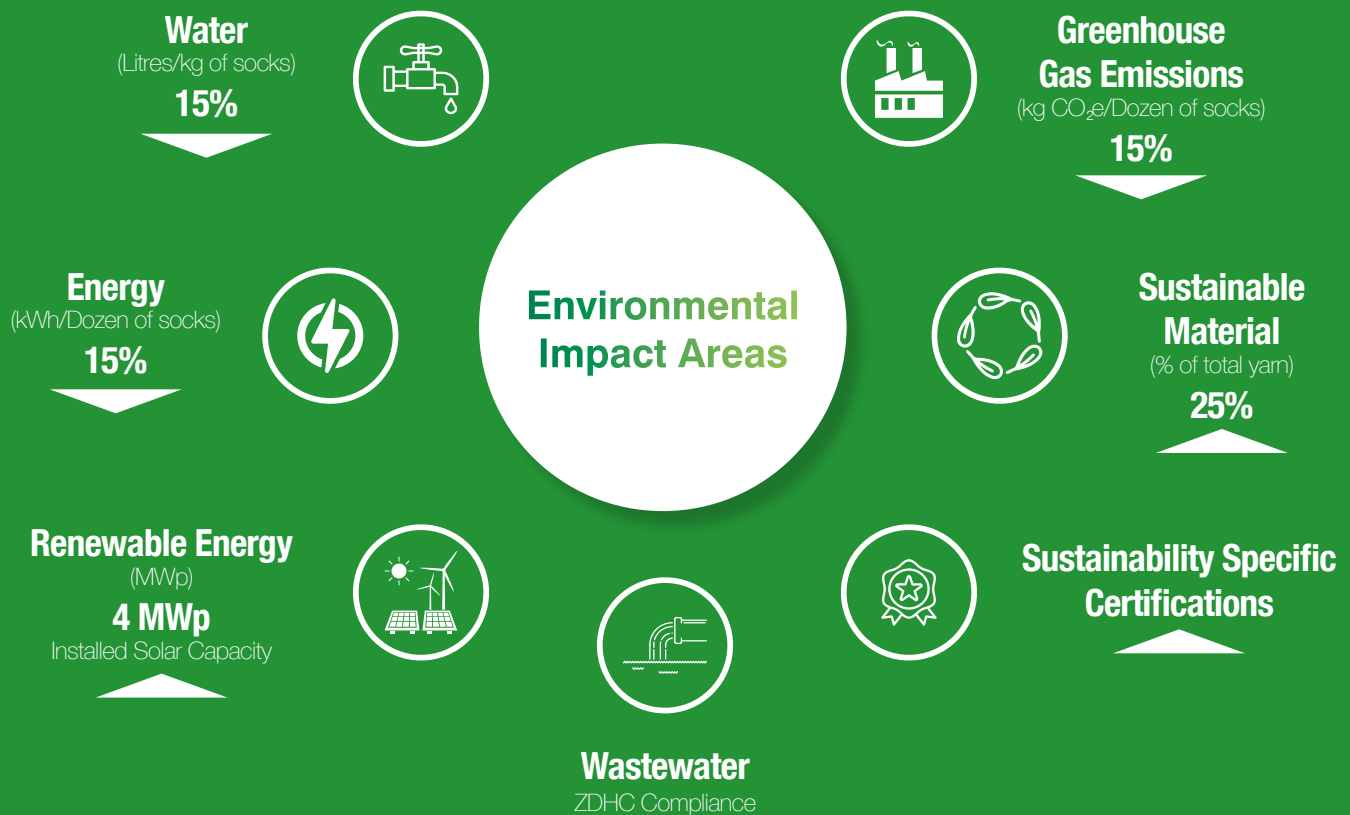 Water
(Litres/kg of socks)
15%
Greenhouse
Gas Emissions
(kg CO₂e/Dozen of socks)
15%
Environmental
Impact Areas
Energy
(kWh/Dozen of socks)
15%
Sustainable
Material
(% of total yarn)
25%
Renewable Energy
(MWp)
4 MWp
Installed Solar Capacity
Sustainability Specific
Certifications
Wastewater
ZDHC Compliance